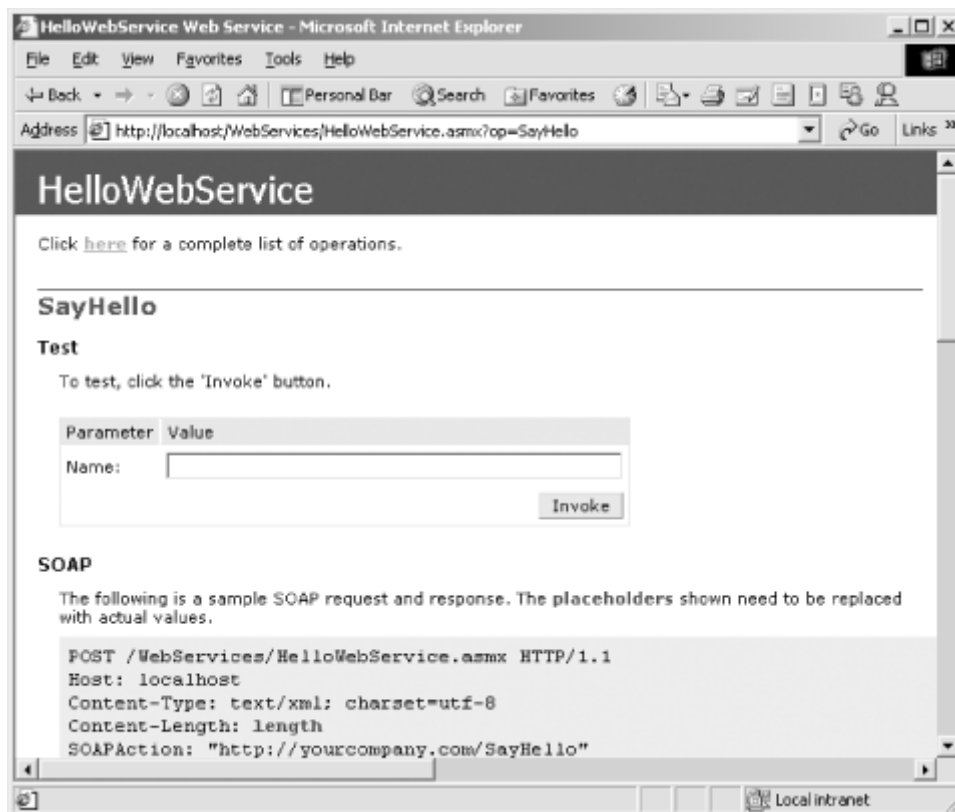 HelloWebService Web Service - Microsoft Internet Explorer
File Edit View Favorites Tools Help
Back Personal Bar Search Favorites
Address http://localhost/WebServices/HelloWebService.asmx?op=SayHello Go Links »
HelloWebService
Click here for a complete list of operations.
SayHello
Test
To test, click the 'Invoke' button.
Parameter Value
Name:
Invoke
SOAP
The following is a sample SOAP request and response. The placeholders shown need to be replaced
with actual values.
POST /WebServices/HelloWebService.asmx HTTP/1.1
Host: localhost
Content-Type: text/xml; charset=utf-8
Content-Length: length
SOAPAction: "http://yourcompany.com/SayHello"
Local intranet